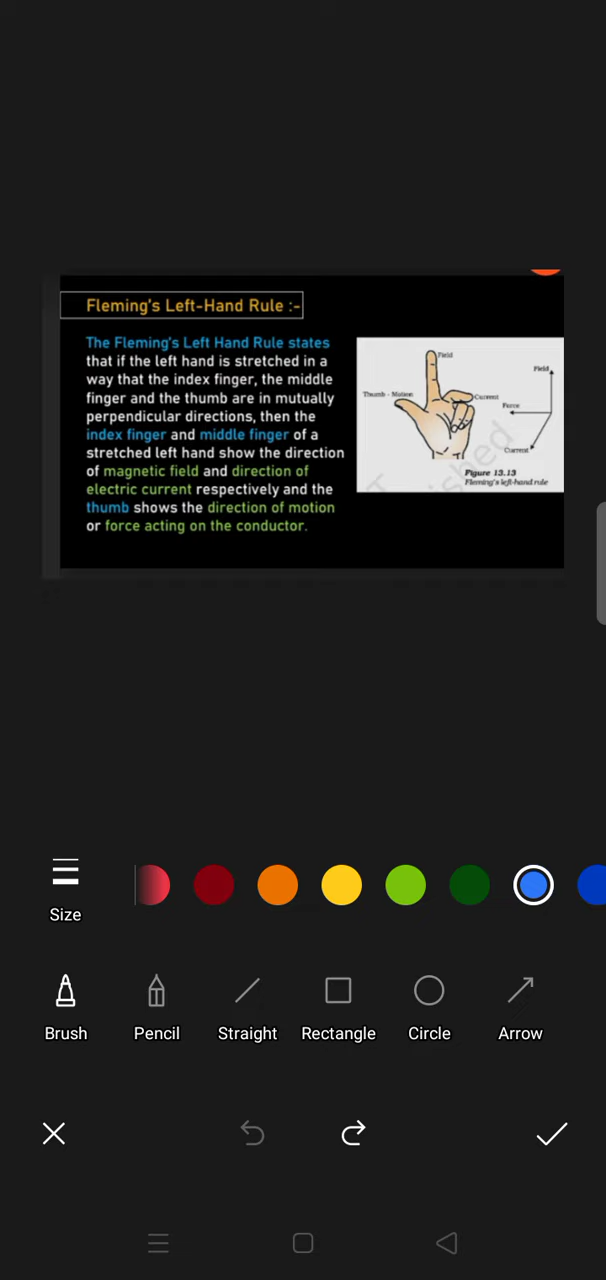 Fleming's Left-Hand Rule :-
The Fleming's Left Hand Rule states
that if the left hand is stretched in a
way that the index finger, the middle
finger and the thumb are in mutually
perpendicular directions, then the
index finger and middle finger of a
stretched left hand show the direction
of magnetic field and direction of
electric current respectively and the
thumb shows the direction of motion
or force acting on the conductor.
Field
Thumb - Motion
Current
Field
Force
Current
Figure 13.13
Fleming's left-hand rule
Size
Brush
Pencil
Straight
Rectangle
Circle
Arrow